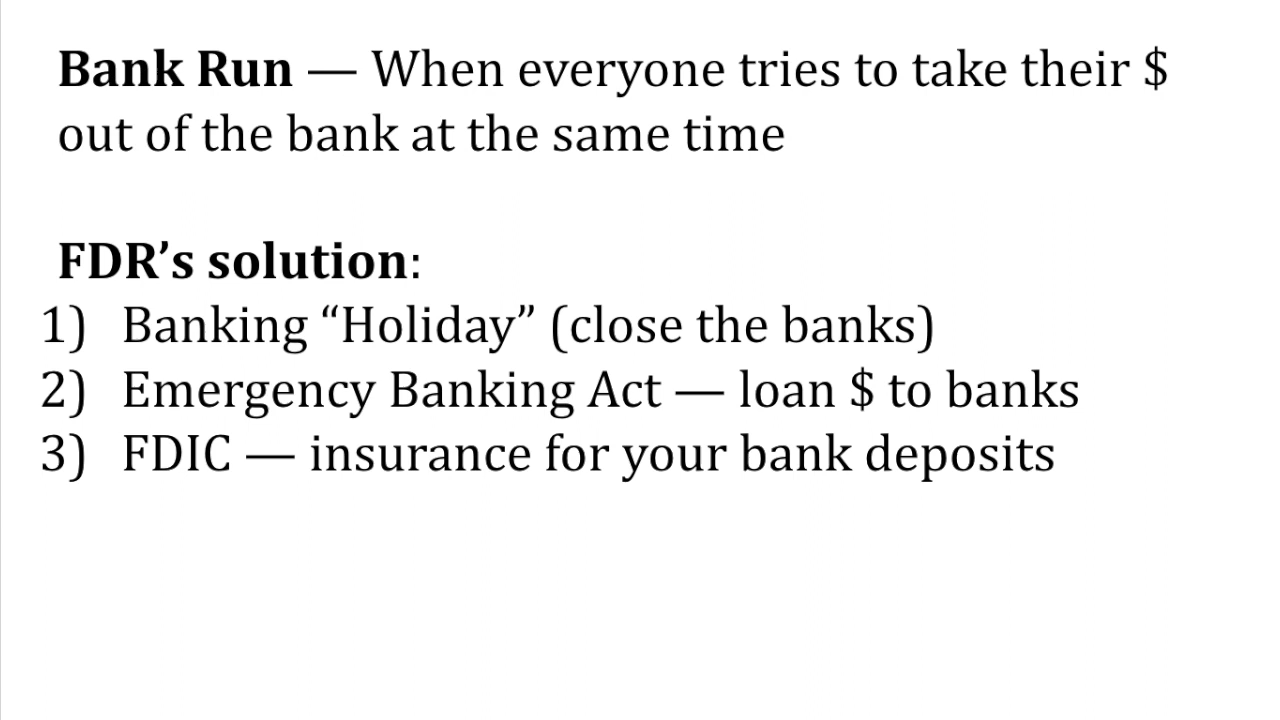 Bank Run — When everyone tries to take their $
out of the bank at the same time
FDR’s solution:
1) Banking “Holiday” (close the banks)
2) Emergency Banking Act — loan $ to banks
3) FDIC — insurance for your bank deposits